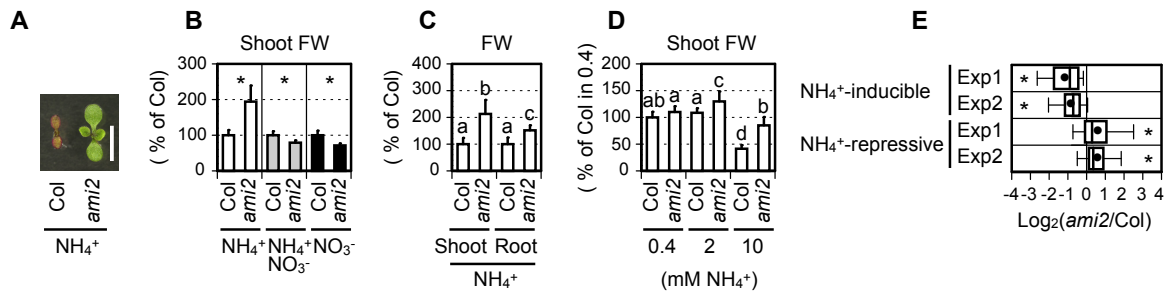 A
Col
ami2
NH₄⁺
B
Shoot FW
( % of Col)
300
200
100
0
*
*
*
Col
ami2
Col
ami2
Col
ami2
NH₄⁺
NH₄⁺
NO₃⁻
NO₃⁻
C
FW
( % of Col)
400
300
200
100
0
a
b
a
c
Col
ami2
Col
ami2
Shoot
Root
NH₄⁺
D
Shoot FW
( % of Col in 0.4)
200
150
100
50
0
ab
a
a
c
d
b
Col
ami2
Col
ami2
Col
ami2
0.4
2
10
(mM NH₄⁺)
E
NH₄⁺-inducible
Exp1
*
Exp2
*
NH₄⁺-repressive
Exp1
*
Exp2
*
-4 -3 -2 -1 0 1 2 3 4
Log₂(ami2/Col)